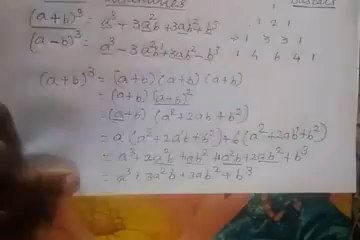 (a+b)³ = a³ + 3a²b + 3ab² + b³
1 2 1
(a-b)³ = a³ - 3a²b + 3ab² - b³
1 3 3 1
1 4 6 4 1
(a+b)³ = (a+b)(a+b)(a+b)
= (a+b)(a+b)²
= (a+b)(a²+2ab+b²)
= a(a²+2ab+b²)+b(a²+2ab+b²)
= a³+2a²b+ab²+a²b+2ab²+b³
= a³+3a²b+3ab²+b³